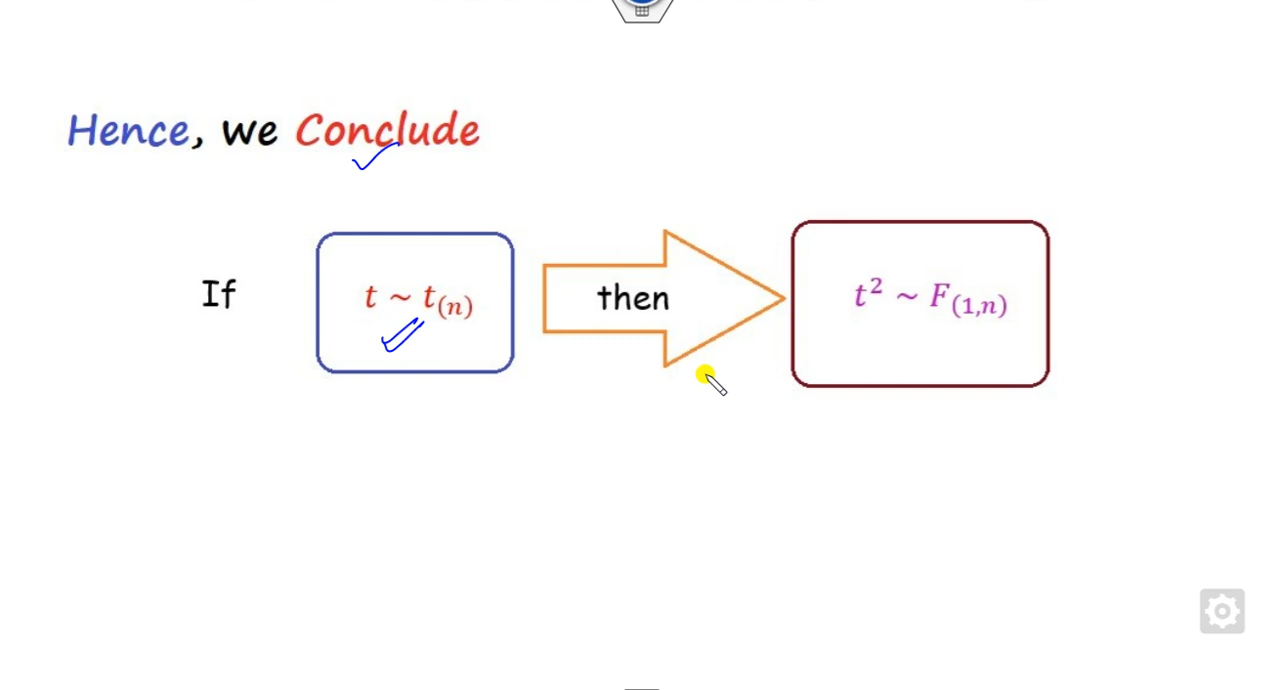 Hence, we Conclude
If t ~ t(n) then t² ~ F(1,n)